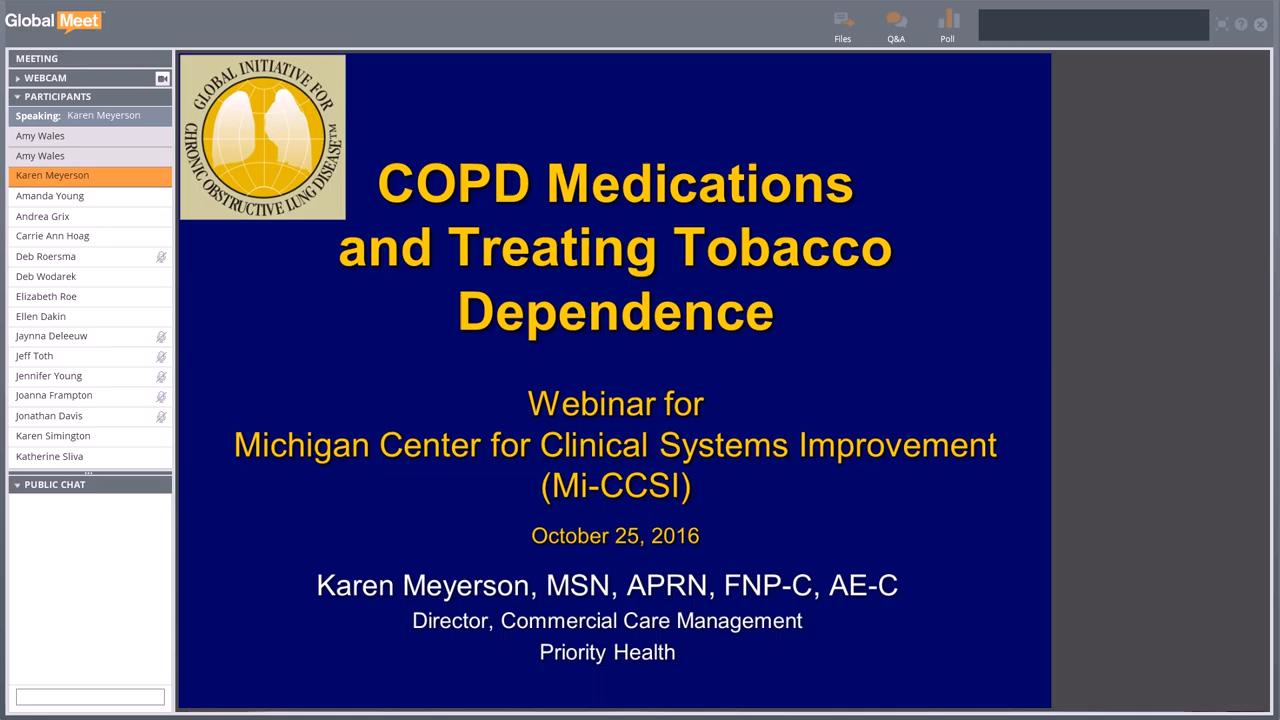 Global Meet
Files
Q&A
Poll
MEETING
WEBCAM
PARTICIPANTS
Speaking: Karen Meyerson
Amy Wales
Amy Wales
Karen Meyerson
Amanda Young
Andrea Grix
Carrie Ann Hoag
Deb Roersma
Deb Wodarek
Elizabeth Roe
Ellen Dakin
Jaynna Deleeuw
Jeff Toth
Jennifer Young
Joanna Frampton
Jonathan Davis
Karen Simington
Katherine Sliva
PUBLIC CHAT
GLOBAL INITIATIVE FOR
CHRONIC OBSTRUCTIVE LUNG DISEASE™
COPD Medications
and Treating Tobacco
Dependence
Webinar for
Michigan Center for Clinical Systems Improvement
(Mi-CCSI)
October 25, 2016
Karen Meyerson, MSN, APRN, FNP-C, AE-C
Director, Commercial Care Management
Priority Health